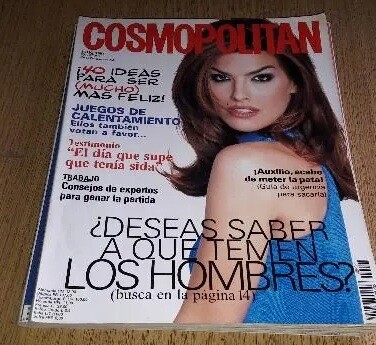 COSMOPOLITAN
¡40 IDEAS
PARA SER
(MUCHO)
MAS FELIZ!
JUEGOS DE
CALENTAMIENTO
Ellos también
votan a favor...
Testimonio
"El día que supe
que tenía sida"
TRABAJO
Consejos de expertos
para ganar la partida
¡Auxilio, acabo
de meter la pata!
(Guía de urgencia
para sacarla)
¿DESEAS SABER
A QUE TEMEN
LOS HOMBRES?
(busca en la página 14)